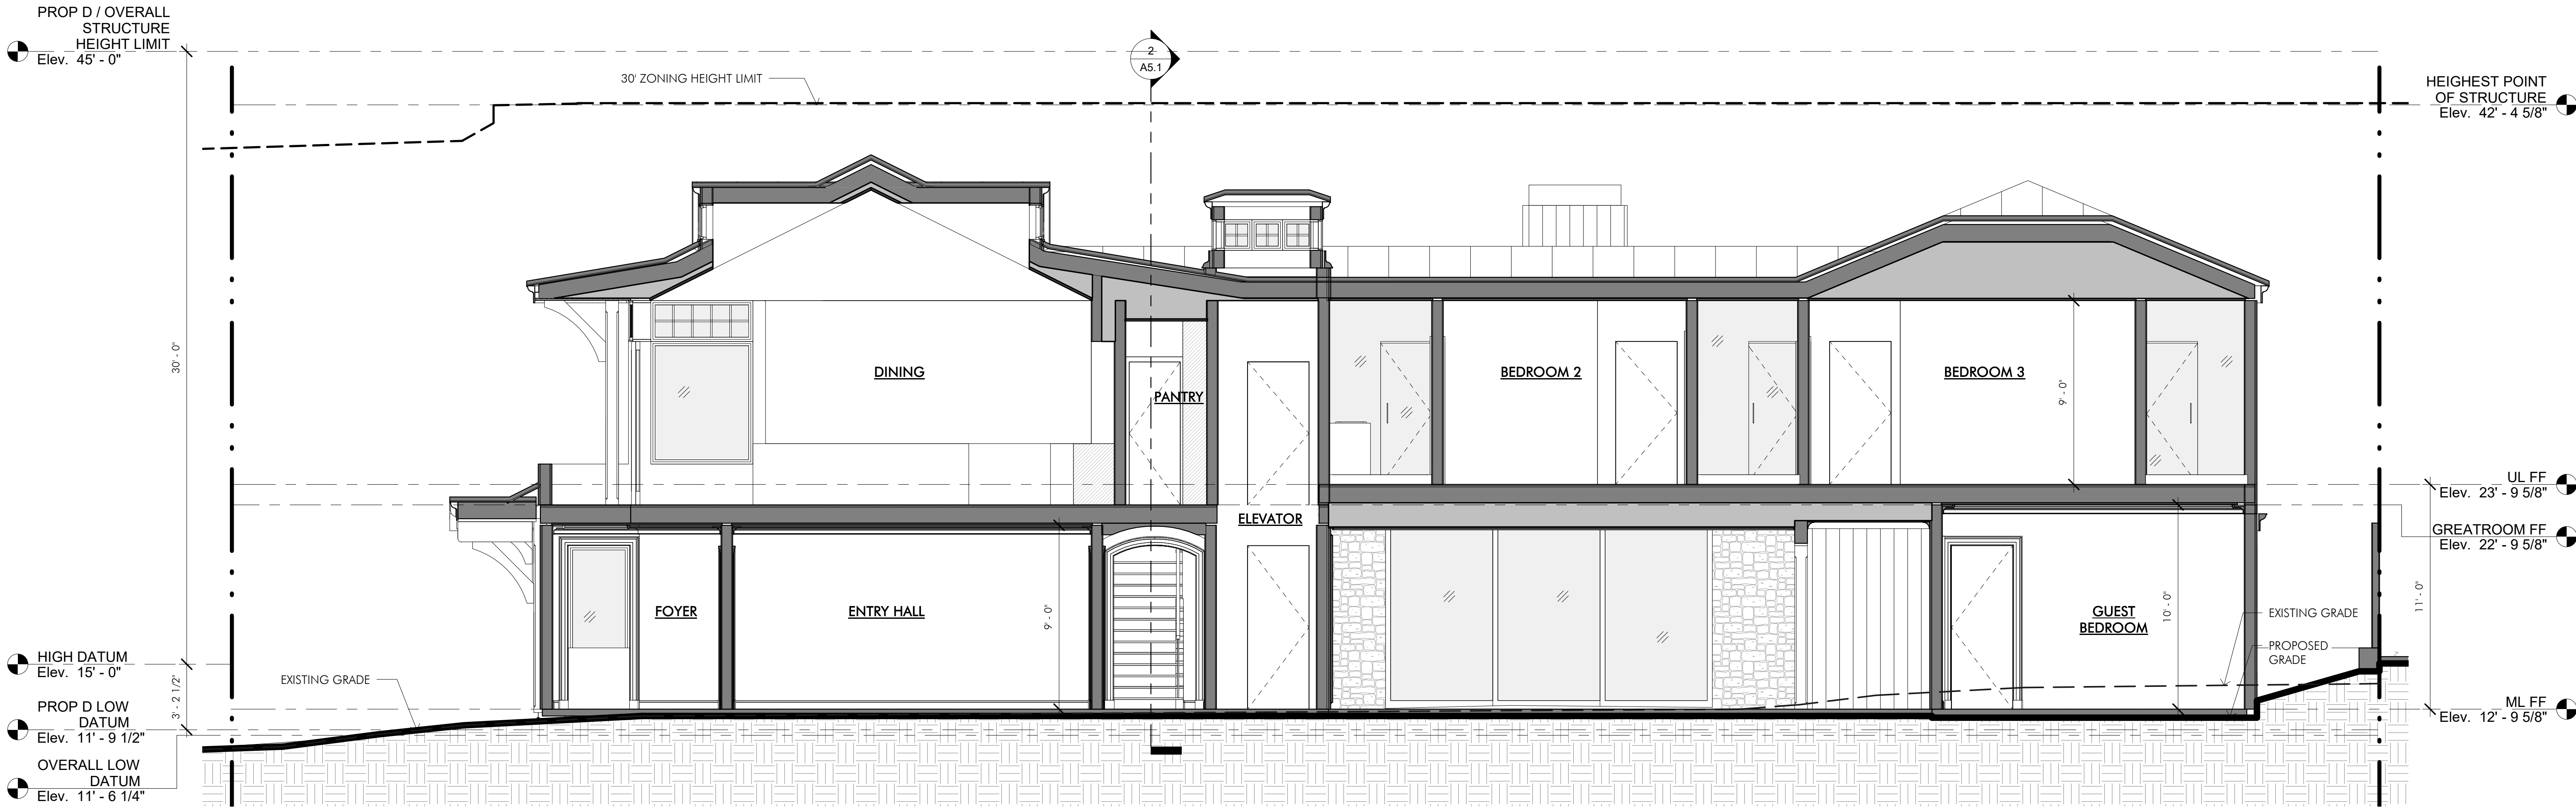 PROP D / OVERALL
STRUCTURE
HEIGHT LIMIT
Elev. 45' - 0"
2
A5.1
30' ZONING HEIGHT LIMIT
HEIGHEST POINT
OF STRUCTURE
Elev. 42' - 4 5/8"
30' - 0"
DINING
PANTRY
BEDROOM 2
BEDROOM 3
9' - 0"
UL FF
Elev. 23' - 9 5/8"
ELEVATOR
GREATROOM FF
Elev. 22' - 9 5/8"
FOYER
ENTRY HALL
9' - 0"
GUEST
BEDROOM
10' - 0"
11' - 0"
EXISTING GRADE
PROPOSED
GRADE
HIGH DATUM
Elev. 15' - 0"
EXISTING GRADE
3' - 2 1/2"
PROP D LOW
DATUM
Elev. 11' - 9 1/2"
ML FF
Elev. 12' - 9 5/8"
OVERALL LOW
DATUM
Elev. 11' - 6 1/4"